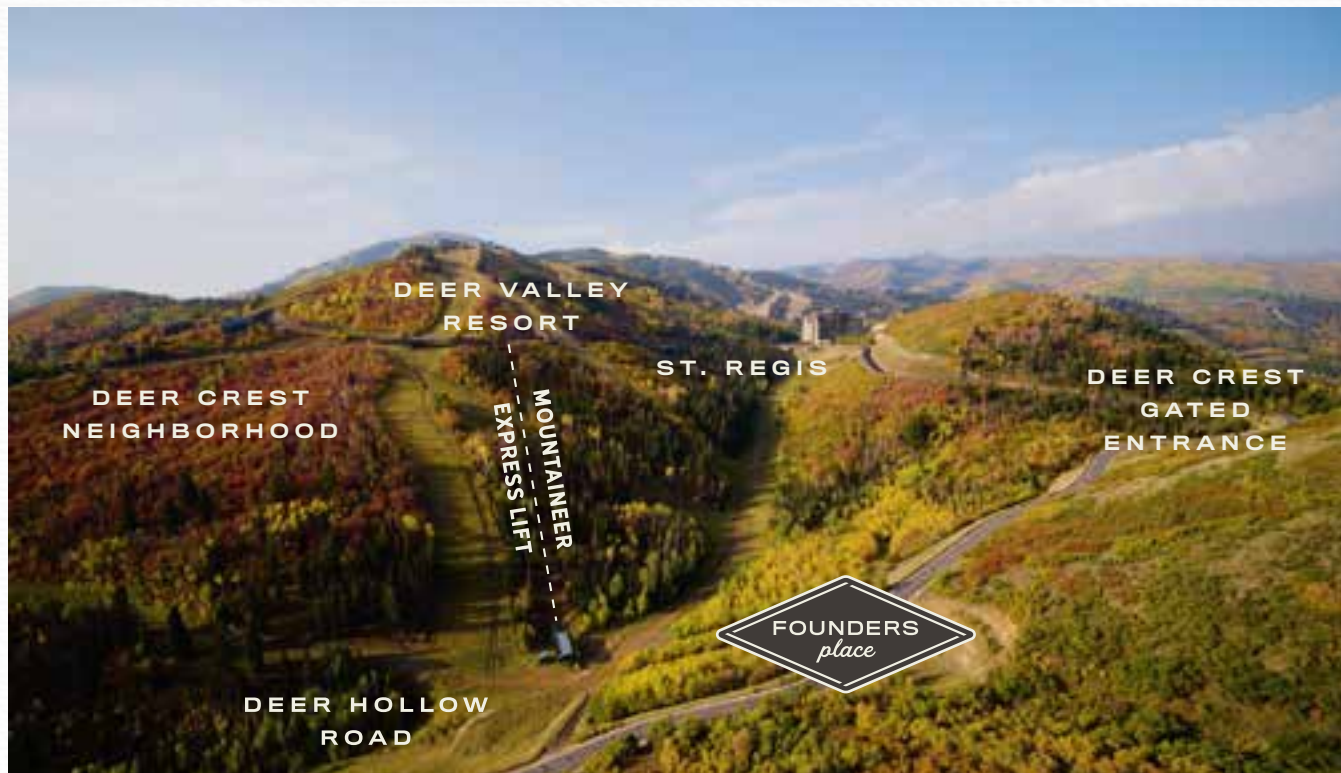 DEER VALLEY
RESORT
ST. REGIS
DEER CREST
NEIGHBORHOOD
DEER CREST
GATED
ENTRANCE
MOUNTAINEER
EXPRESS LIFT
FOUNDERS
place
DEER HOLLOW
ROAD